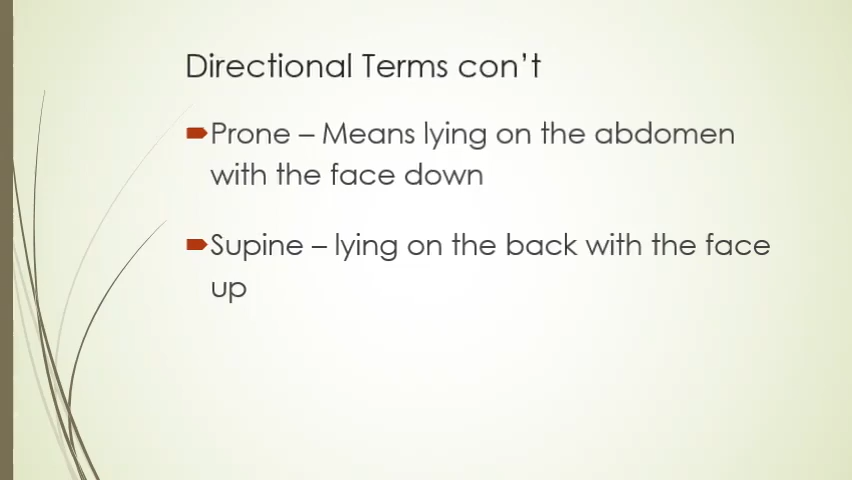 Directional Terms con’t
Prone – Means lying on the abdomen
with the face down
Supine – lying on the back with the face
up